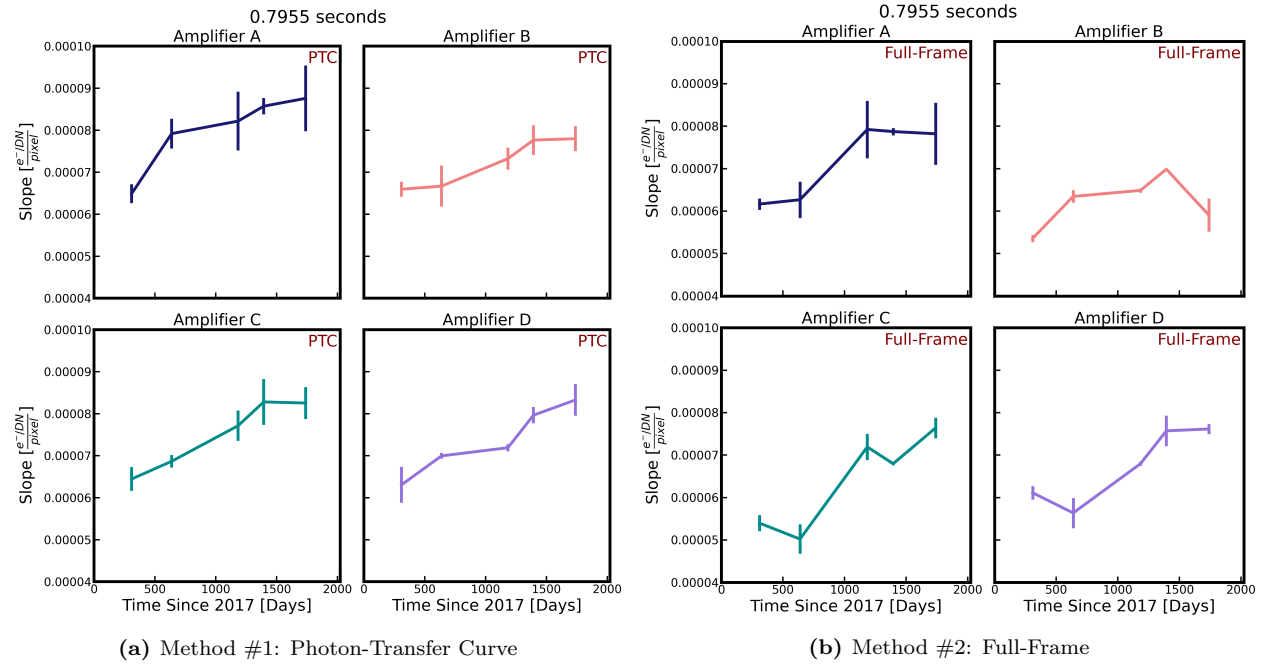 0.7955 seconds
Amplifier A
Amplifier B
PTC
PTC
Slope [e⁻/DN / pixel]
0.00010
0.00009
0.00008
0.00007
0.00006
0.00005
0.00004
Amplifier C
Amplifier D
PTC
PTC
Slope [e⁻/DN / pixel]
0.00010
0.00009
0.00008
0.00007
0.00006
0.00005
0.00004
0 500 1000 1500 2000
0 500 1000 1500 2000
Time Since 2017 [Days]
Time Since 2017 [Days]
(a) Method #1: Photon-Transfer Curve
0.7955 seconds
Amplifier A
Amplifier B
Full-Frame
Full-Frame
Slope [e⁻/DN / pixel]
0.00010
0.00009
0.00008
0.00007
0.00006
0.00005
0.00004
Amplifier C
Amplifier D
Full-Frame
Full-Frame
Slope [e⁻/DN / pixel]
0.00010
0.00009
0.00008
0.00007
0.00006
0.00005
0.00004
0 500 1000 1500 2000
0 500 1000 1500 2000
Time Since 2017 [Days]
Time Since 2017 [Days]
(b) Method #2: Full-Frame